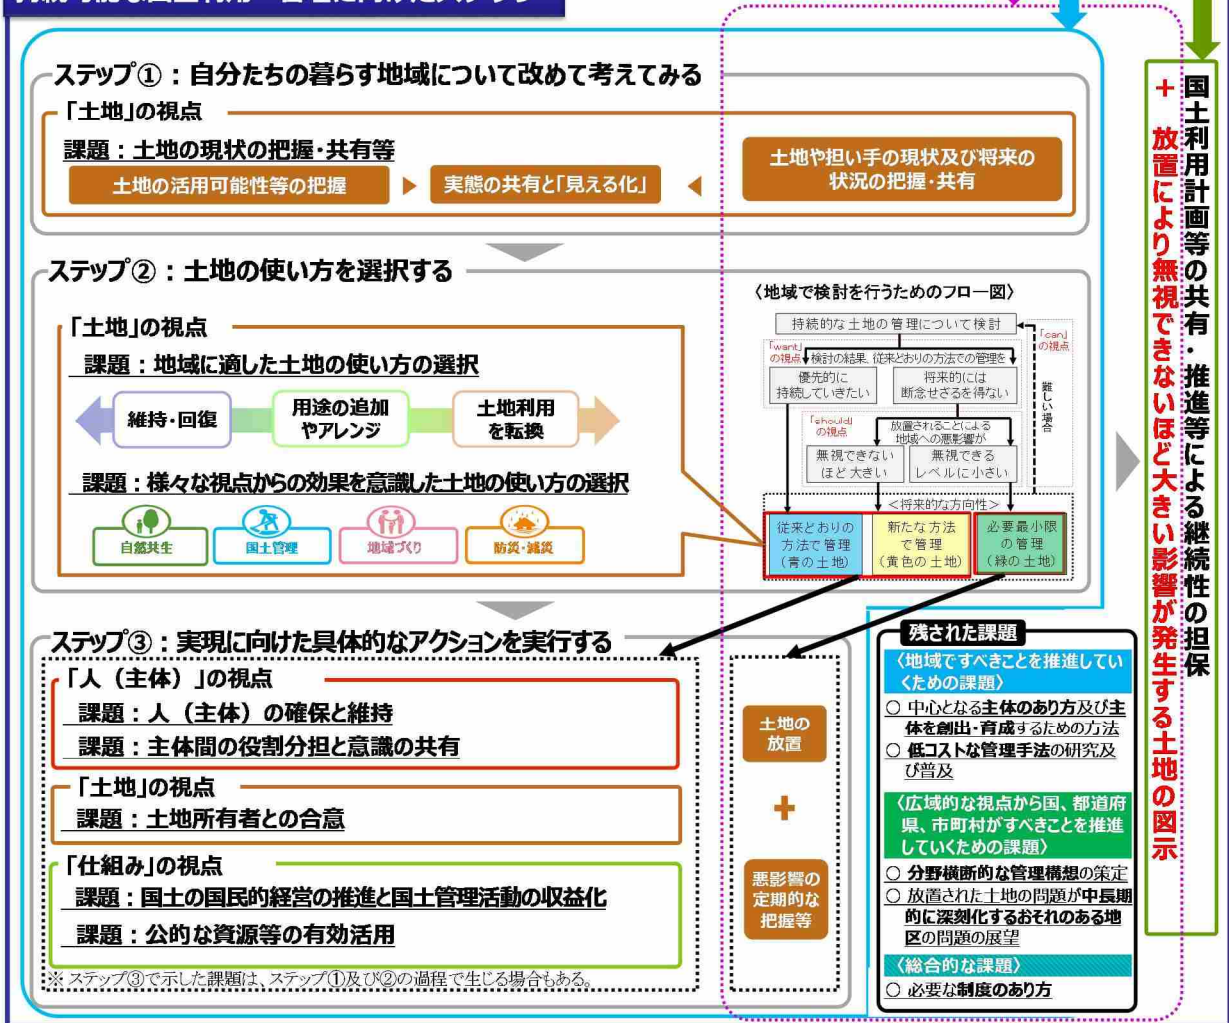 ステップ①：自分たちの暮らす地域について改めて考えてみる
「土地」の視点
課題：土地の現状の把握・共有等
土地の活用可能性等の把握
実態の共有と「見える化」
土地や担い手の現状及び将来の
状況の把握・共有
ステップ②：土地の使い方を選択する
「土地」の視点
課題：地域に適した土地の使い方の選択
維持・回復
用途の追加
やアレンジ
土地利用
を転換
課題：様々な視点からの効果を意識した土地の使い方の選択
自然共生
国土管理
地域づくり
防災・減災
〈地域で検討を行うためのフロー図〉
持続的な土地の管理について検討
「want」
の視点
検討の結果、従来どおりの方法での管理を
「can」
の視点
優先的に
持続していきたい
将来的には
断念せざるを得ない
難しい場合
「should」
の視点
放置されることによる
地域への悪影響が
無視できない
ほど大きい
無視できる
レベルに小さい
＜将来的な方向性＞
従来どおりの
方法で管理
（青の土地）
新たな方法
で管理
（黄色の土地）
必要最小限
の管理
（緑の土地）
ステップ③：実現に向けた具体的なアクションを実行する
「人（主体）」の視点
課題：人（主体）の確保と維持
課題：主体間の役割分担と意識の共有
「土地」の視点
課題：土地所有者との合意
「仕組み」の視点
課題：国土の国民的経営の推進と国土管理活動の収益化
課題：公的な資源等の有効活用
※ ステップ③で示した課題は、ステップ①及び②の過程で生じる場合もある。
土地の
放置
+
悪影響の
定期的な
把握等
残された課題
〈地域ですべきことを推進してい
くための課題〉
○ 中心となる主体のあり方及び主
体を創出・育成するための方法
○ 低コストな管理手法の研究及
び普及
〈広域的な視点から国、都道府
県、市町村がすべきことを推進
していくための課題〉
○ 分野横断的な管理構想の策定
○ 放置された土地の問題が中長期
的に深刻化するおそれのある地
区の問題の展望
〈総合的な課題〉
○ 必要な制度のあり方
国土利用計画等の共有・推進等による継続性の担保
+ 放置により無視できないほど大きい影響が発生する土地の図示